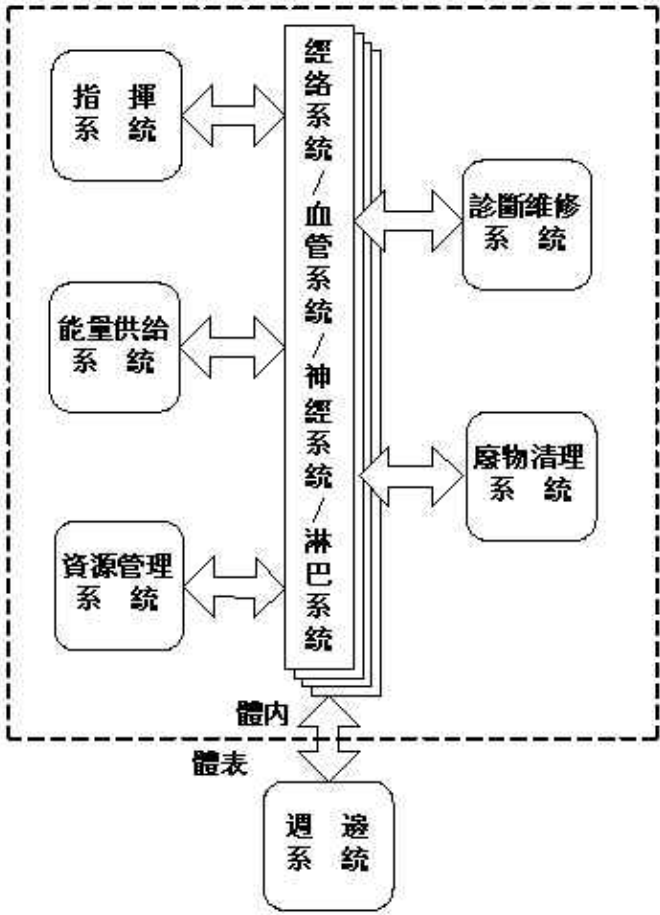 指 揮
系 統
能量供給
系 統
資源管理
系 統
經絡系統/血管系統/神經系統/淋巴系統
診斷維修
系 統
廢物清理
系 統
體內
體表
週 邊
系 統